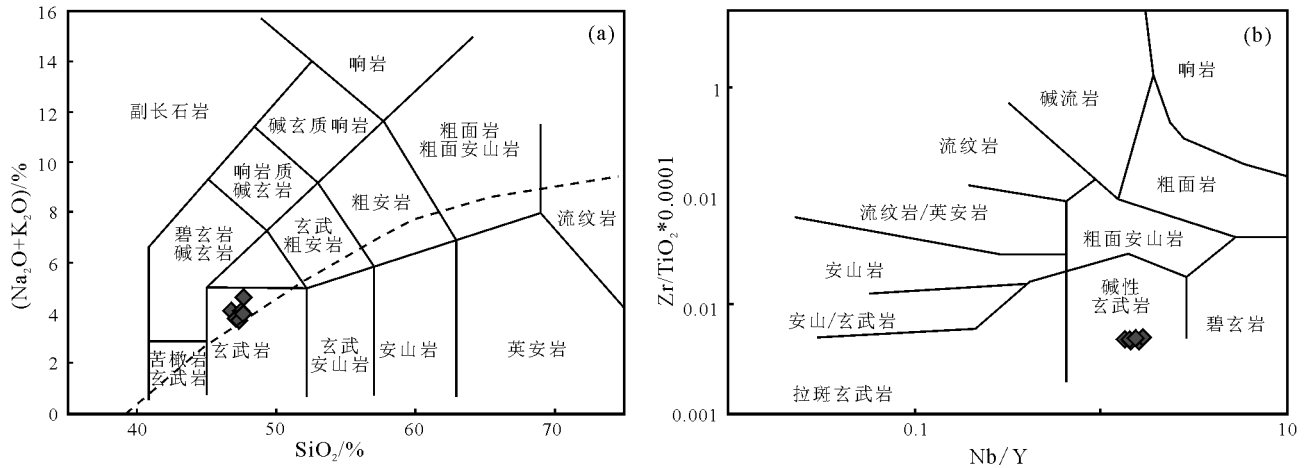 (a)
(Na₂O+K₂O)/%
16
14
12
10
8
6
4
2
0
响岩
副长石岩
碱玄质响岩
粗面岩
粗面安山岩
响岩质
碱玄岩
粗安岩
碧玄岩
碱玄岩
玄武
粗安岩
流纹岩
苦橄岩
玄武岩
玄武岩
玄武
安山岩
安山岩
英安岩
40
50
60
70
SiO₂/%
(b)
Zr/TiO₂*0.0001
1
0.01
0.01
0.001
响岩
碱流岩
流纹岩
粗面岩
流纹岩/英安岩
粗面安山岩
安山岩
碱性
玄武岩
安山/玄武岩
碧玄岩
拉斑玄武岩
0.1
1
10
Nb/Y